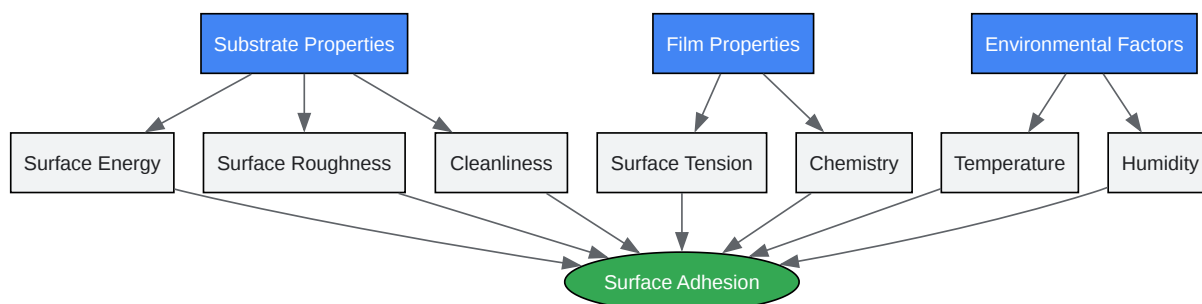 Substrate Properties
Film Properties
Environmental Factors
Surface Energy
Surface Roughness
Cleanliness
Surface Tension
Chemistry
Temperature
Humidity
Surface Adhesion